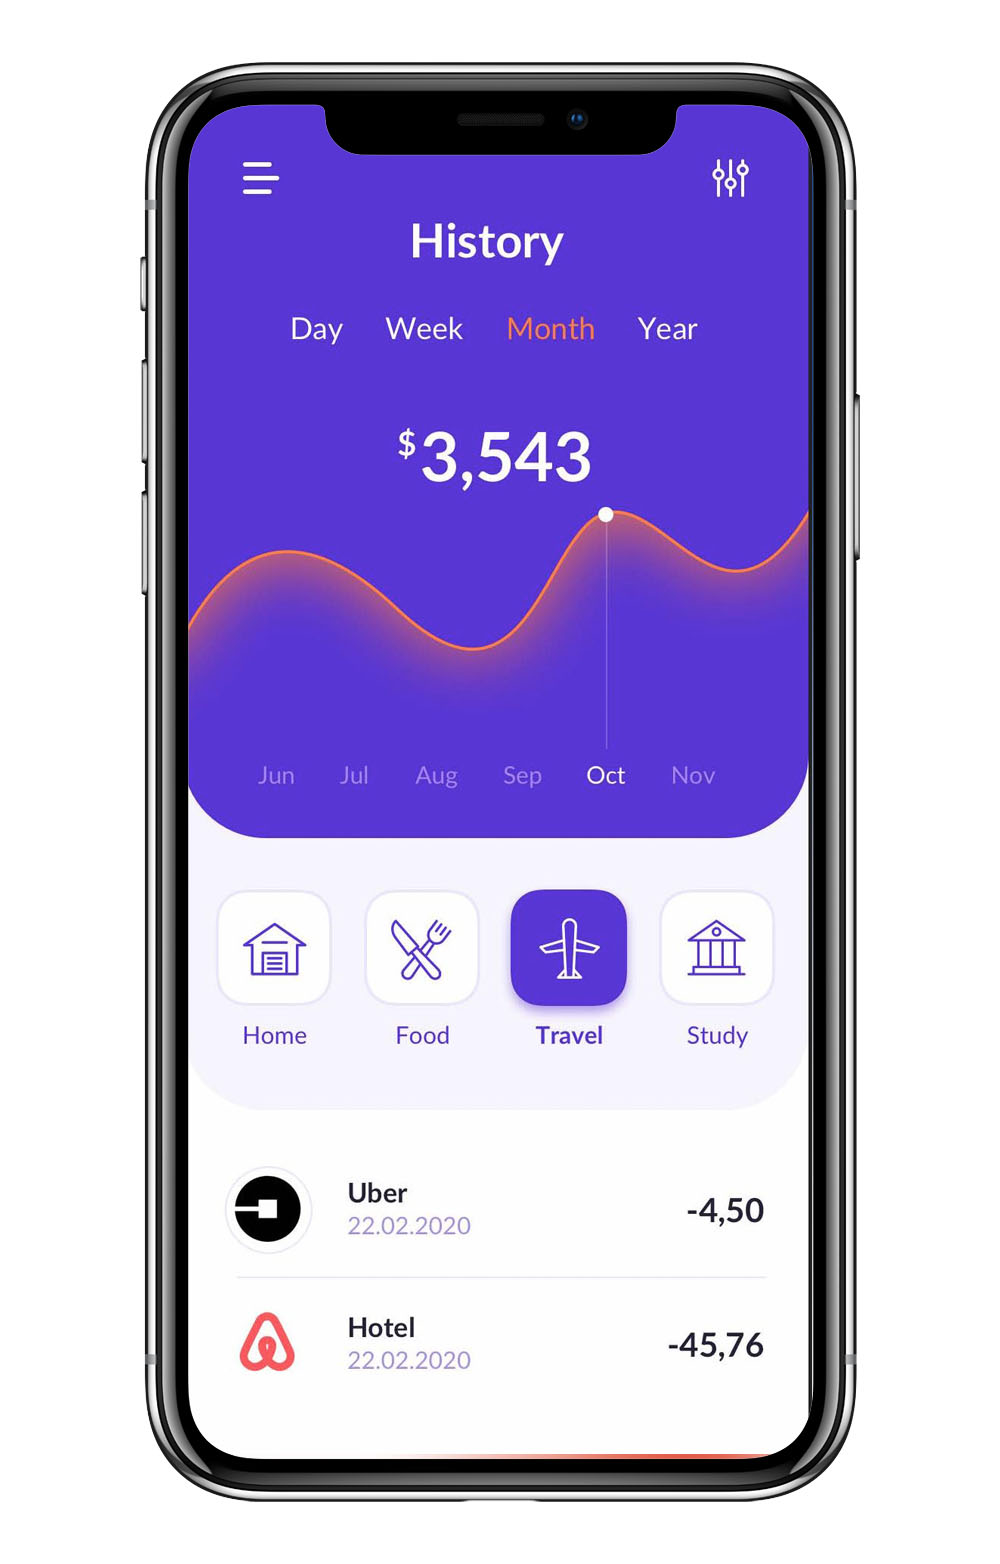 History
Day Week Month Year
$3,543
Jun Jul Aug Sep Oct Nov
Home Food Travel Study
Uber
22.02.2020
-4,50
Hotel
22.02.2020
-45,76